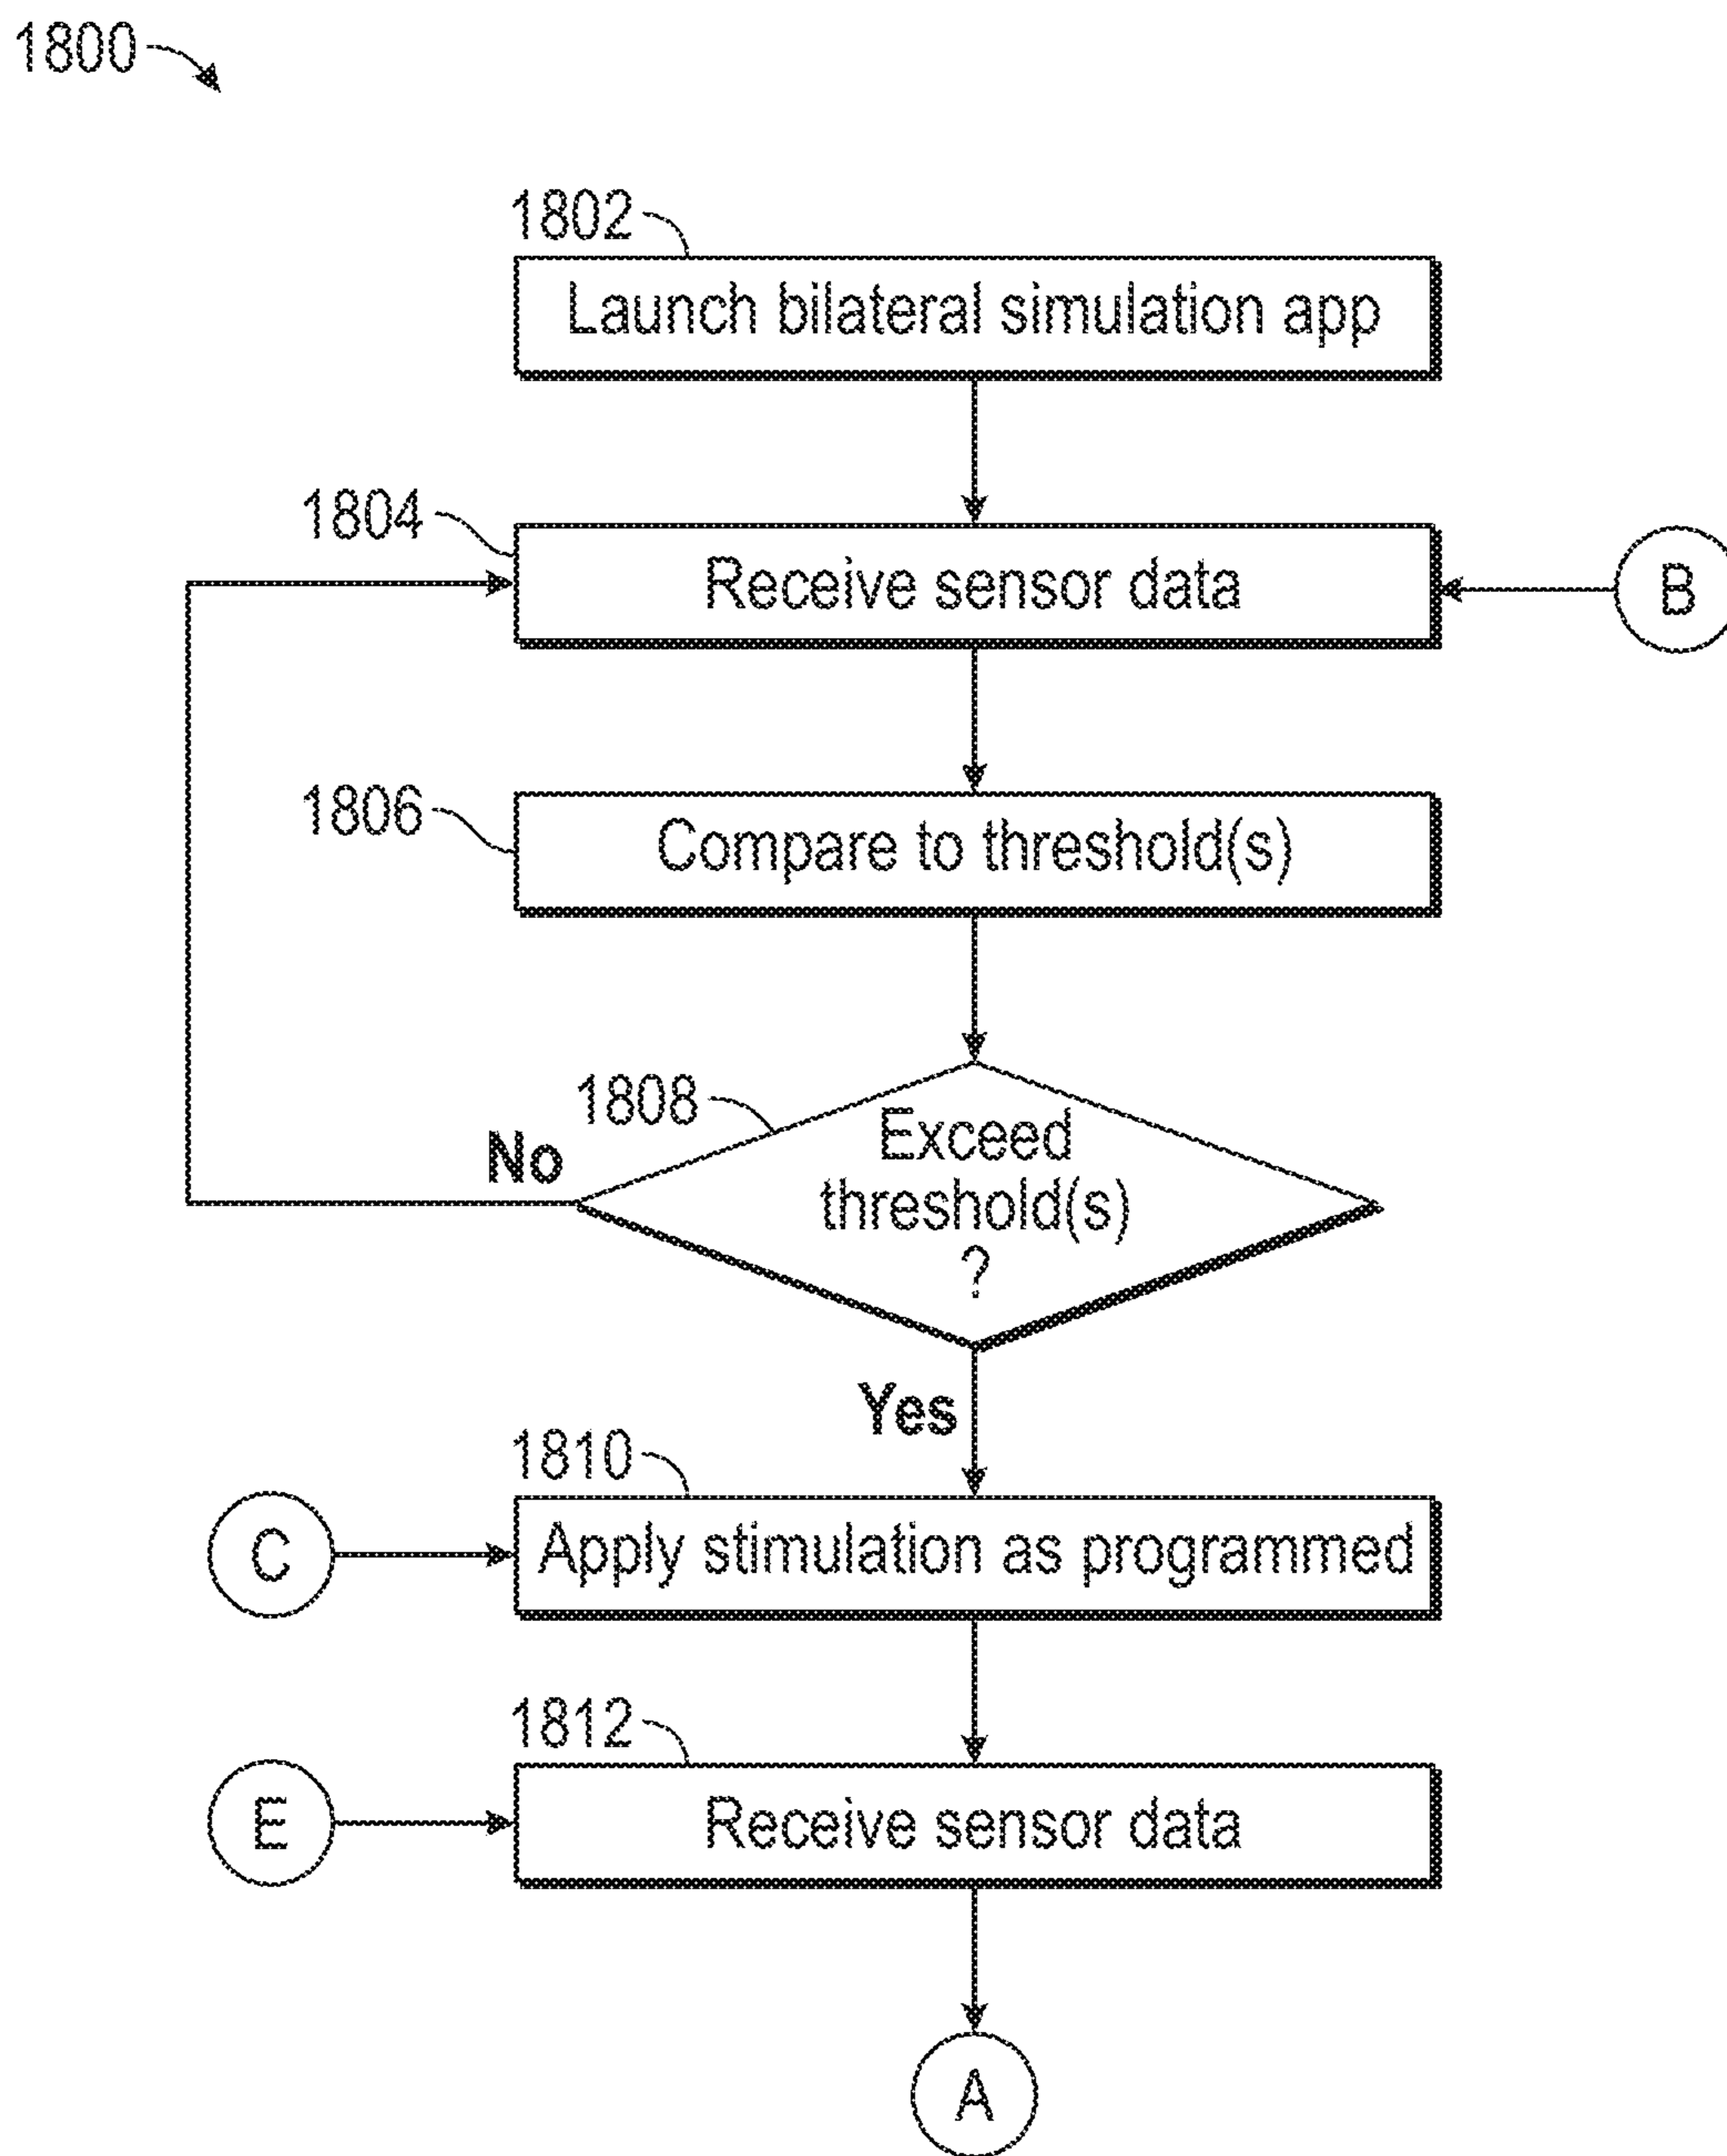 1800
1802
Launch bilateral simulation app
1804
Receive sensor data
B
1806
Compare to threshold(s)
1808
No
Exceed
threshold(s)
?
Yes
1810
C
Apply stimulation as programmed
1812
E
Receive sensor data
A